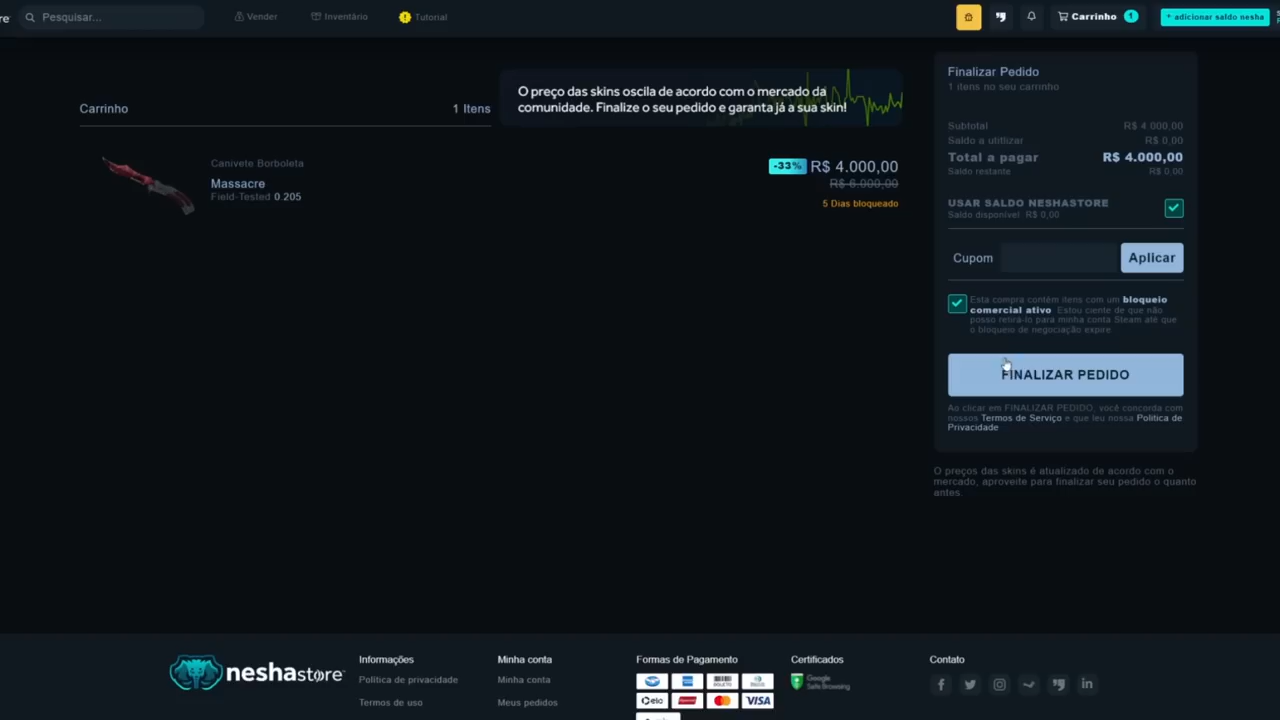 re
Pesquisar...
Vender
Inventário
Tutorial
Carrinho 1
+ adicionar saldo nesha
Carrinho
1 Itens
O preço das skins oscila de acordo com o mercado da
comunidade. Finalize o seu pedido e garanta já a sua skin!
Canivete Borboleta
Massacre
Field-Tested 0.205
-33% R$ 4.000,00
R$ 6.000,00
5 Dias bloqueado
Finalizar Pedido
1 itens no seu carrinho
Subtotal R$ 4.000,00
Saldo a utilizar R$ 0,00
Total a pagar R$ 4.000,00
Saldo restante R$ 0,00
USAR SALDO NESHASTORE
Saldo disponível R$ 0,00
Cupom
Aplicar
Esta compra contém itens com um bloqueio
comercial ativo. Estou ciente de que não
posso retirá-ln para minha conta Steam até que
o bloqueio de negociação expire
FINALIZAR PEDIDO
Ao clicar em FINALIZAR PEDIDO, você concorda com
nossos Termos de Serviço e que leu nossa Política de
Privacidade
O preços das skins é atualizado de acordo com o
mercado, aproveite para finalizar seu pedido o quanto
antes.
neshastore
Informações
Política de privacidade
Termos de uso
Minha conta
Minha conta
Meus pedidos
Formas de Pagamento
elo
VISA
Certificados
Google
Safe Browsing
Contato